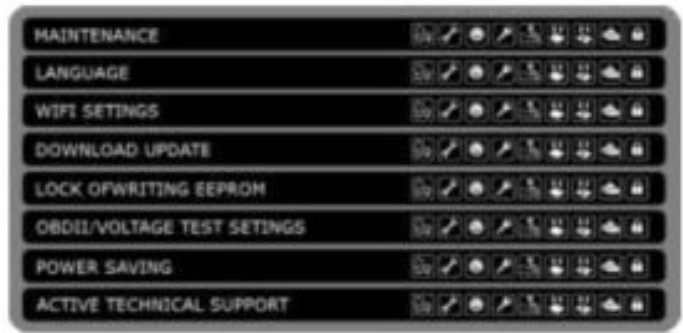 MAINTENANCE
LANGUAGE
WIFI SETINGS
DOWNLOAD UPDATE
LOCK OFWRITING EEPROM
OBDII/VOLTAGE TEST SETINGS
POWER SAVING
ACTIVE TECHNICAL SUPPORT